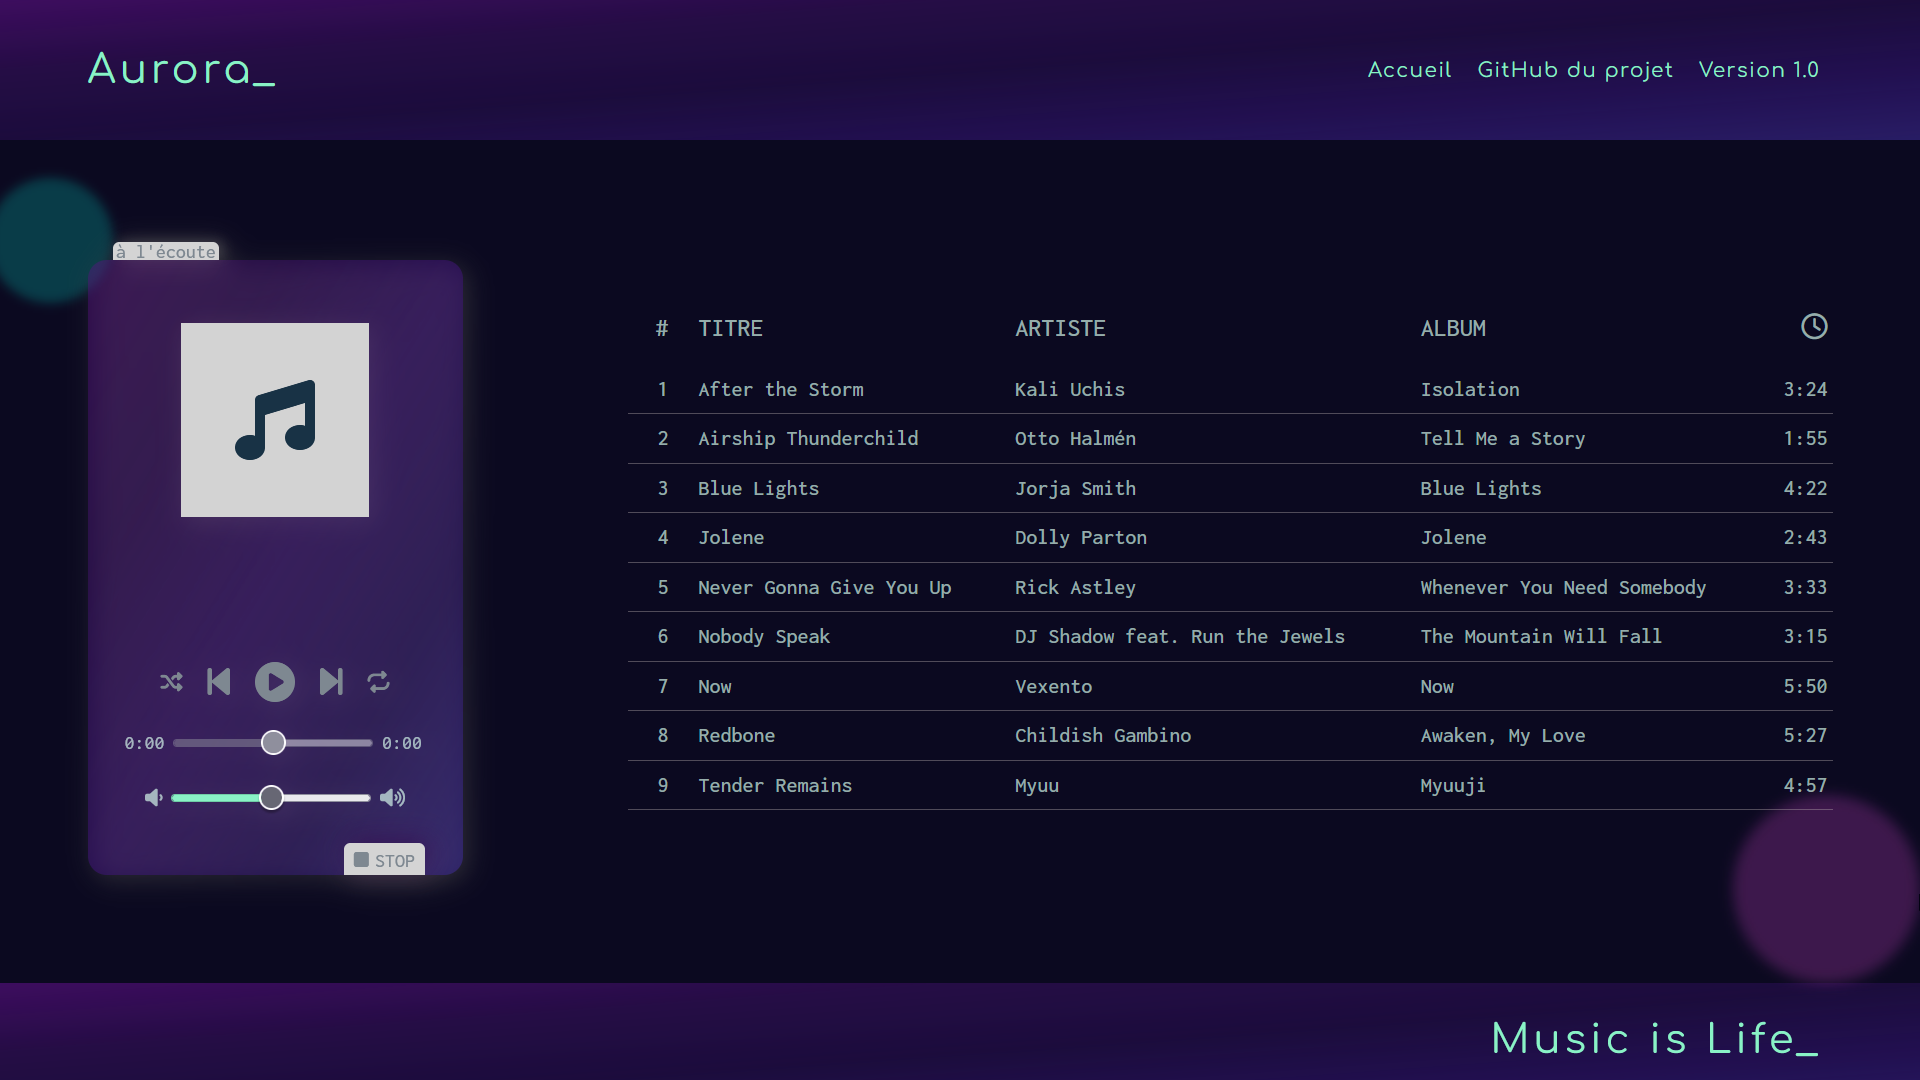 Aurora_
Accueil GitHub du projet Version 1.0
à l'écoute
0:00 0:00
STOP
# TITRE ARTISTE ALBUM
1 After the Storm Kali Uchis Isolation 3:24
2 Airship Thunderchild Otto Halmén Tell Me a Story 1:55
3 Blue Lights Jorja Smith Blue Lights 4:22
4 Jolene Dolly Parton Jolene 2:43
5 Never Gonna Give You Up Rick Astley Whenever You Need Somebody 3:33
6 Nobody Speak DJ Shadow feat. Run the Jewels The Mountain Will Fall 3:15
7 Now Vexento Now 5:50
8 Redbone Childish Gambino Awaken, My Love 5:27
9 Tender Remains Myuu Myuuji 4:57
Music is Life_